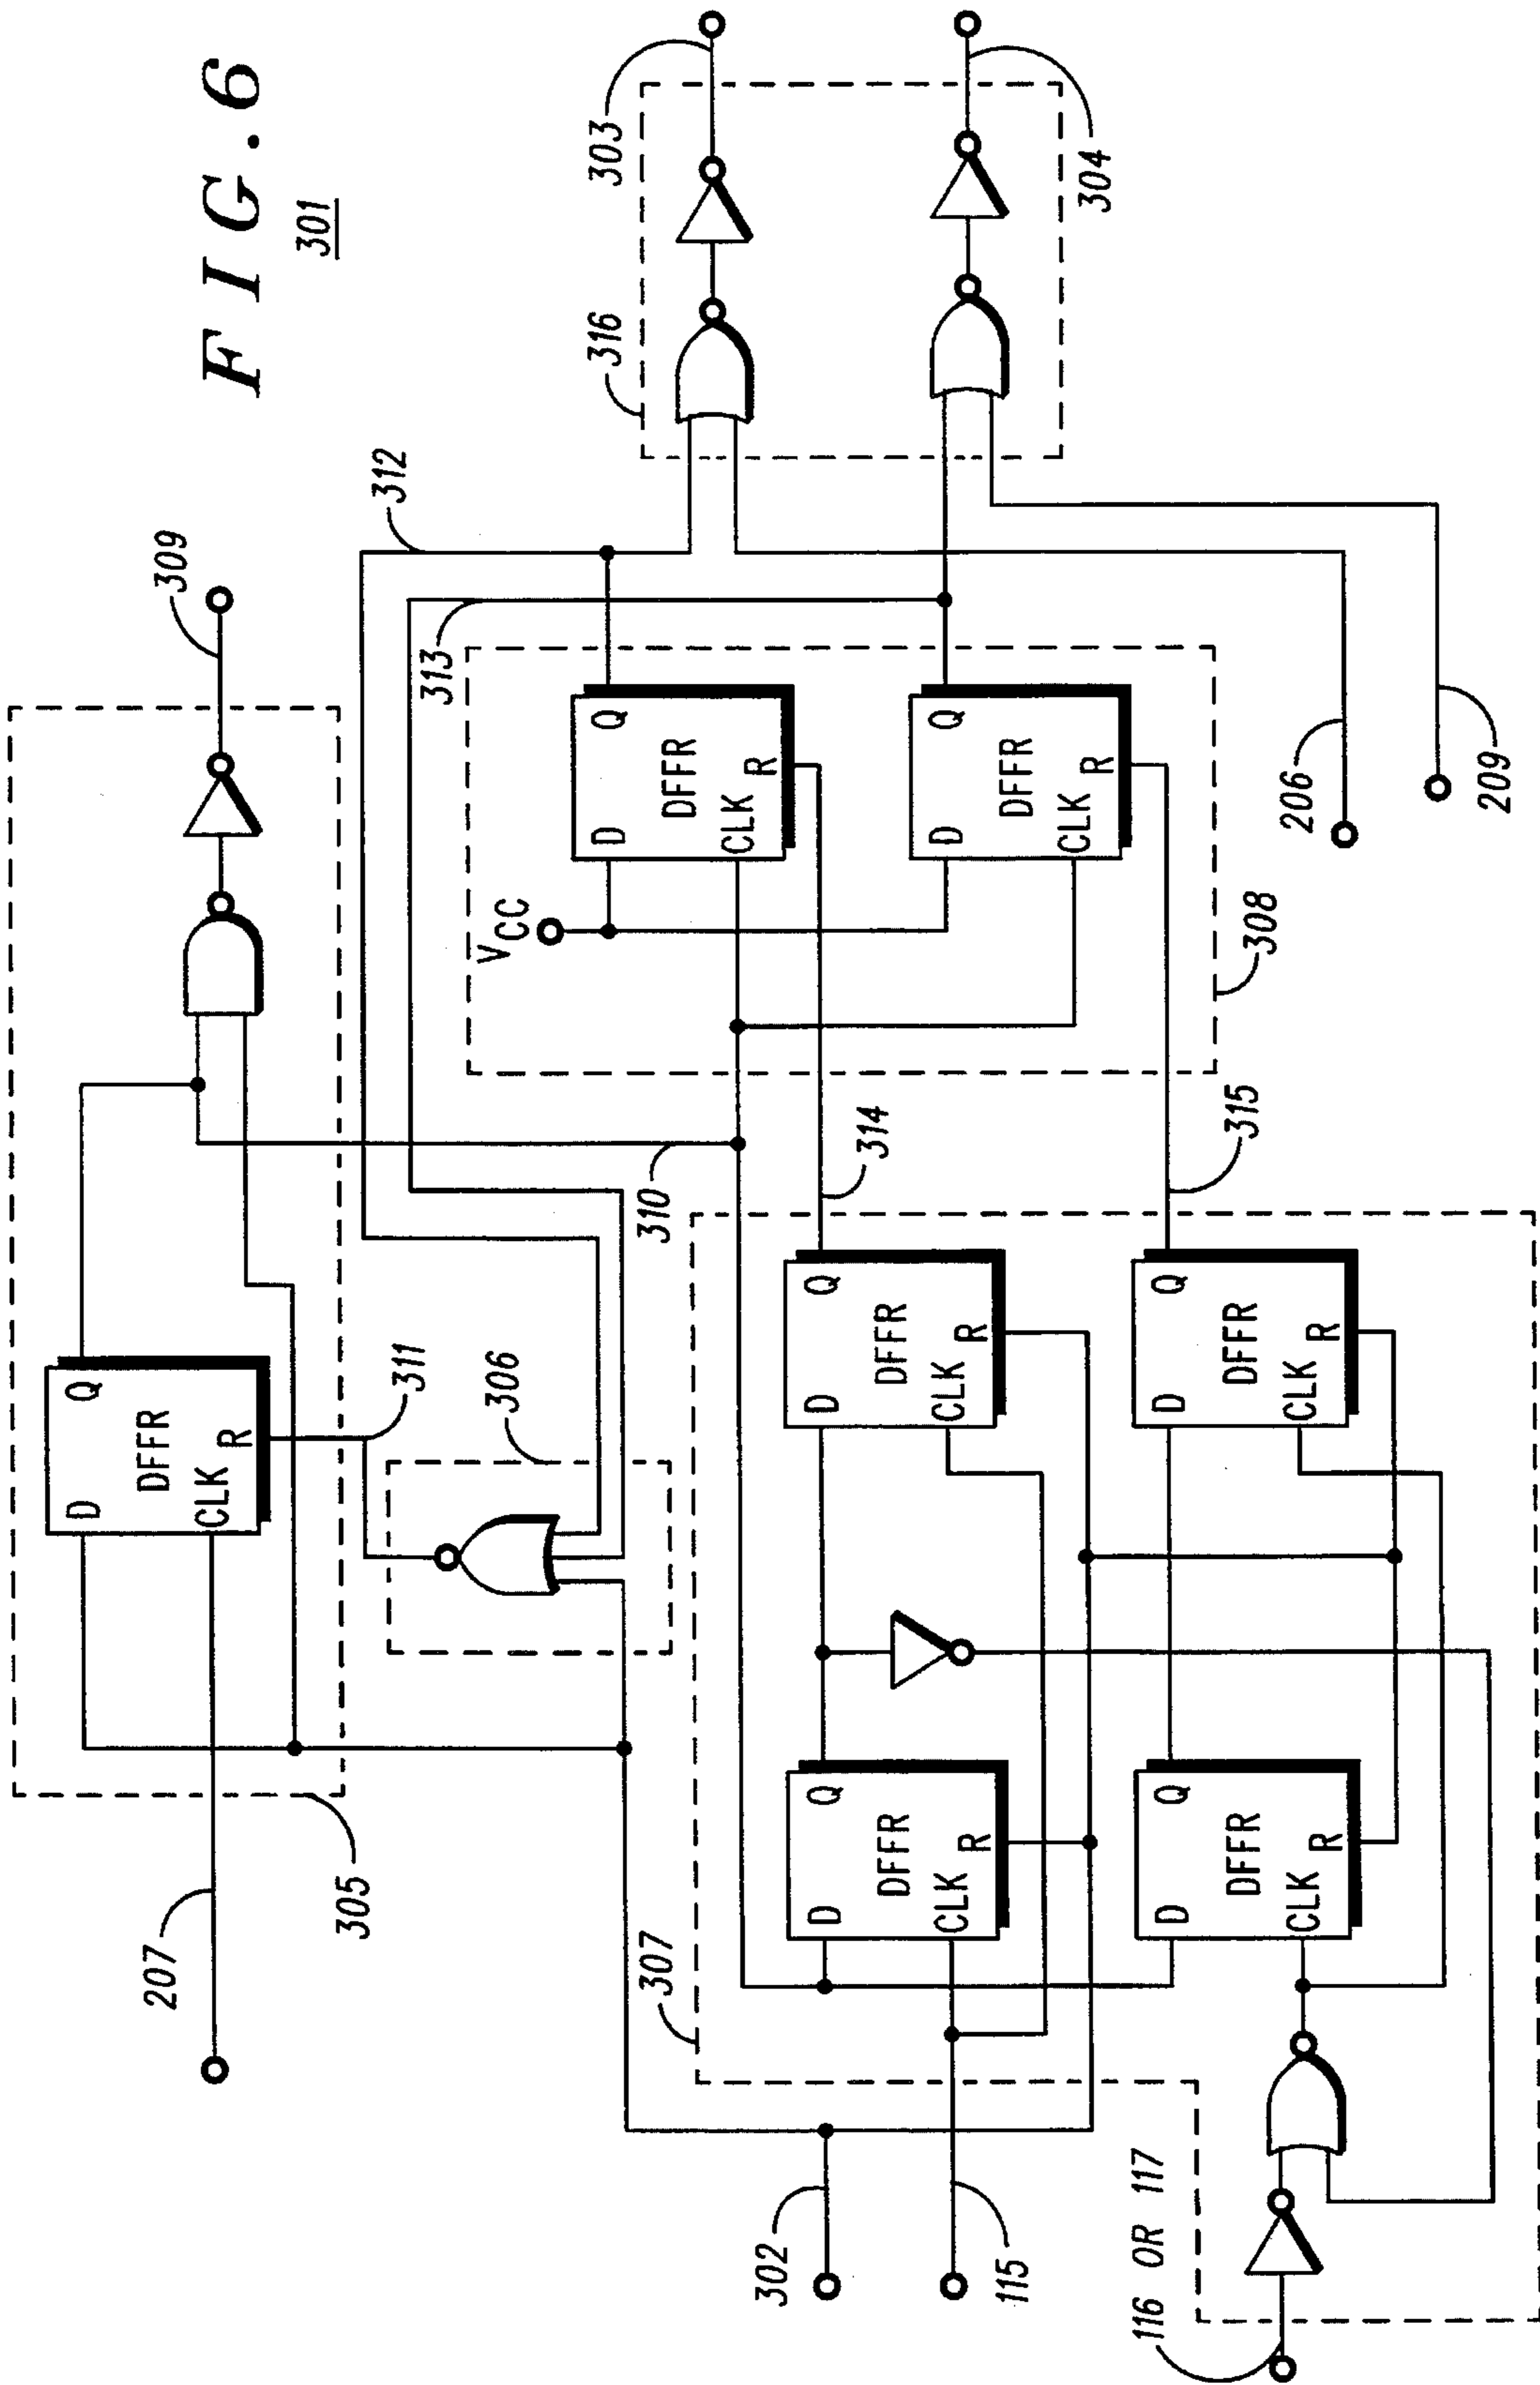 FIG. 6
301
207
305
D Q
DFFR
CLK R
309
311
306
312
313
310
VCC
D Q
DFFR
CLK R
D Q
DFFR
CLK R
308
316
303
304
206
209
314
315
307
D Q
DFFR
CLK R
D Q
DFFR
CLK R
D Q
DFFR
CLK R
D Q
DFFR
CLK R
302
115
116 OR 117